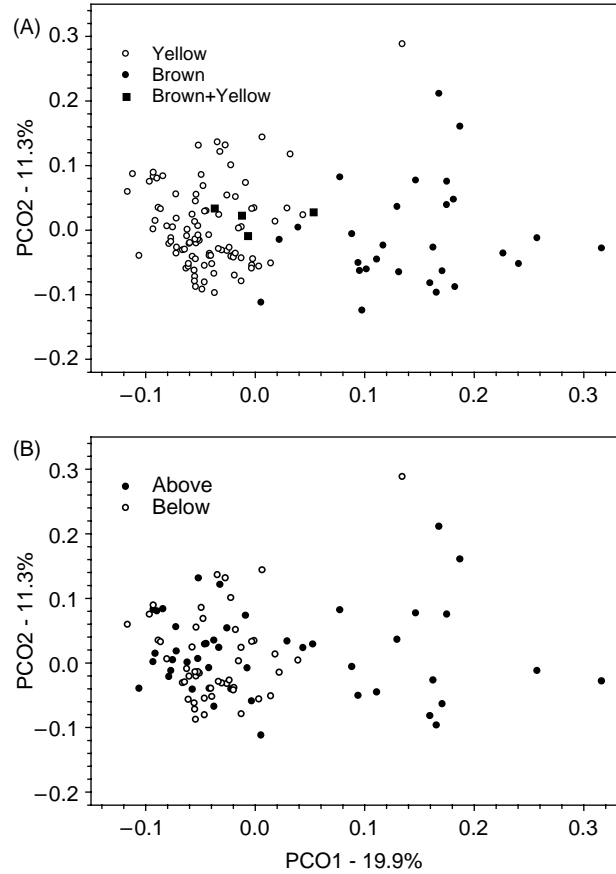 (A)
Yellow
Brown
Brown+Yellow
0.3
0.2
0.1
0.0
−0.1
−0.2
PCO2 - 11.3%
−0.1 0.0 0.1 0.2 0.3
(B)
Above
Below
0.3
0.2
0.1
0.0
−0.1
−0.2
PCO2 - 11.3%
−0.1 0.0 0.1 0.2 0.3
PCO1 - 19.9%